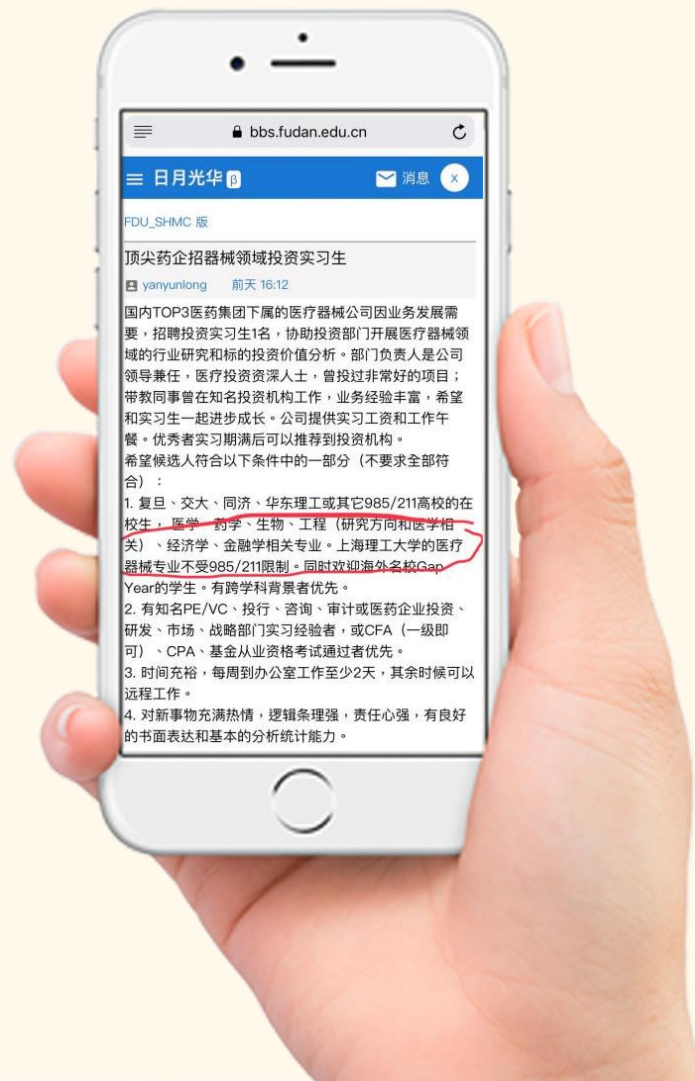 bbs.fudan.edu.cn
日月光华 β 消息 x
FDU_SHMC 版
顶尖药企招器械领域投资实习生
yanyunlong 前天 16:12
国内TOP3医药集团下属的医疗器械公司因业务发展需
要，招聘投资实习生1名，协助投资部门开展医疗器械领
域的行业研究和标的投资价值分析。部门负责人是公司
领导兼任，医疗投资资深人士，曾投过非常好的项目；
带教同事曾在知名投资机构工作，业务经验丰富，希望
和实习生一起进步成长。公司提供实习工资和工作午
餐。优秀者实习期满后可以推荐到投资机构。
希望候选人符合以下条件中的一部分（不要求全部符
合）：
1. 复旦、交大、同济、华东理工或其它985/211高校的在
校生，医学、药学、生物、工程（研究方向和医学相
关）、经济学、金融学相关专业。上海理工大学的医疗
器械专业不受985/211限制。同时欢迎海外名校Gap
Year的学生。有跨学科背景者优先。
2. 有知名PE/VC、投行、咨询、审计或医药企业投资、
研发、市场、战略部门实习经验者，或CFA（一级即
可）、CPA、基金从业资格考试通过者优先。
3. 时间充裕，每周到办公室工作至少2天，其余时候可以
远程工作。
4. 对新事物充满热情，逻辑条理强，责任心强，有良好
的书面表达和基本的分析统计能力。